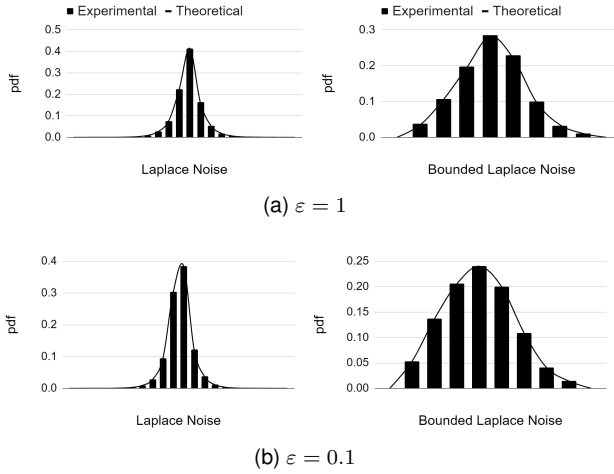 Experimental Theoretical
0.5
0.4
0.3
0.2
0.1
0.0
pdf
Laplace Noise
Experimental Theoretical
0.3
0.2
0.1
0.0
pdf
Bounded Laplace Noise
(a) ε = 1
0.4
0.3
0.2
0.1
0.0
pdf
Laplace Noise
0.25
0.20
0.15
0.10
0.05
0.00
pdf
Bounded Laplace Noise
(b) ε = 0.1